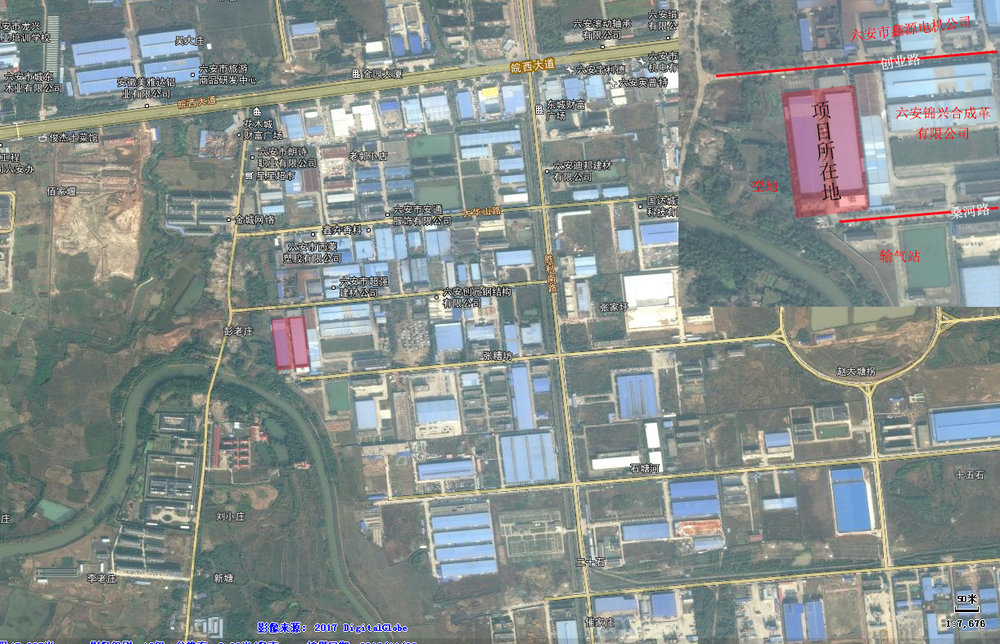 安市龙兴
业培训学校
吴大庄
六安市城东
木业有限公司
六安市旅游
商品研发中心
安徽美雅达铝
业有限公司
金园大厦
皖西大道
皖西大道
六安滚动轴承
有限公司
六安绢
有限公
六安宝利德
六安市
机电有
六安英普特
东城财富
广场
俊杰土菜馆
工程
司六安办
花木城
财富广场
六安市朗诗
职业有限公司
星星超市
老郭小店
六安迪邦建材
有限公司
佰家堰
金城网络
六安市安通
服饰有限公司
大华山路
国达城
科技有
鑫卉香料
六安市西菱
塑胶有限公司
胜利南路
六安市超强
建材公司
六安创元钢结构
有限公司
张家圩
彭老庄
张糟坊
赵大塘拐
石塘河
十五石
庄
刘小庄
李老庄
新塘
二十石
催家庄
六安市鑫源电机公司
创业路
项目所在地
六安锦兴合成革
有限公司
空地
桑河路
输气站
50米
1:7,676
影像来源: 2017 DigitalGlobe